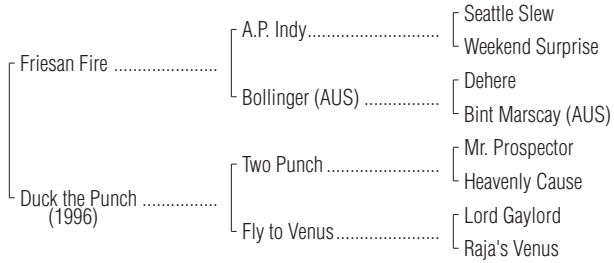 Seattle Slew
A.P. Indy.............................
Weekend Surprise
Friesan Fire ......................
Dehere
Bollinger (AUS) ................
Bint Marscay (AUS)
Mr. Prospector
Two Punch ........................
Heavenly Cause
Duck the Punch ................
(1996)
Lord Gaylord
Fly to Venus......................
Raja's Venus